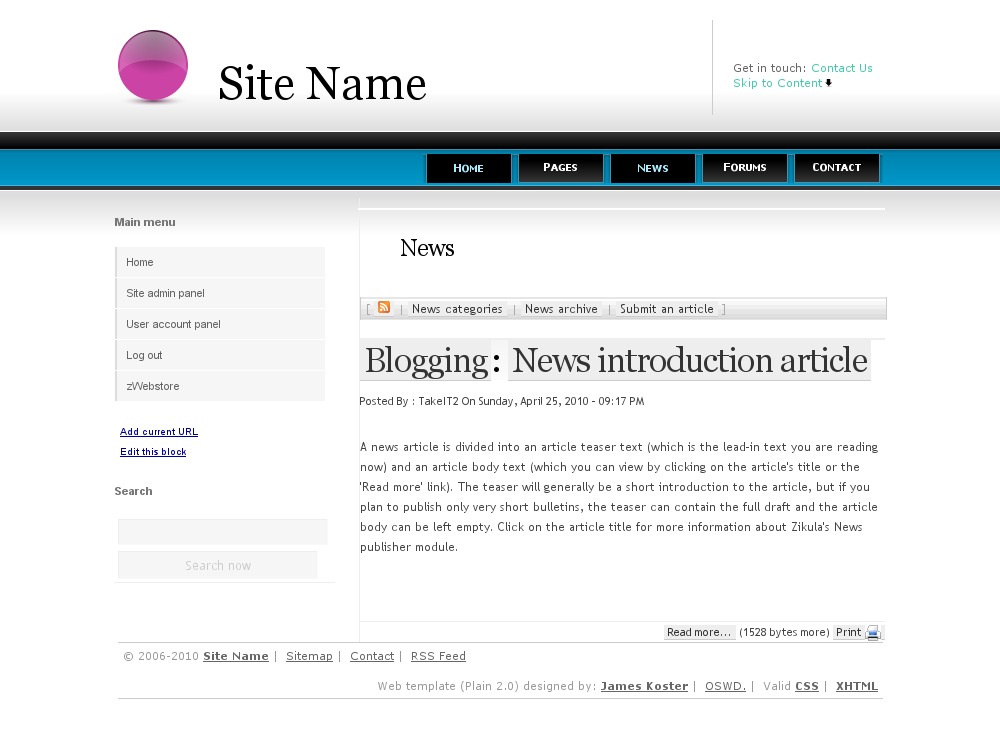 Site Name
Get in touch: Contact Us
Skip to Content
HOME PAGES NEWS FORUMS CONTACT
Main menu
Home
Site admin panel
User account panel
Log out
zWebstore
Add current URL
Edit this block
Search
Search now
News
[ | News categories | News archive | Submit an article ]
Blogging : News introduction article
Posted By : TakeIT2 On Sunday, April 25, 2010 - 09:17 PM
A news article is divided into an article teaser text (which is the lead-in text you are reading
now) and an article body text (which you can view by clicking on the article's title or the
'Read more' link). The teaser will generally be a short introduction to the article, but if you
plan to publish only very short bulletins, the teaser can contain the full draft and the article
body can be left empty. Click on the article title for more information about Zikula's News
publisher module.
Read more... (1528 bytes more) Print
© 2006-2010 Site Name | Sitemap | Contact | RSS Feed
Web template (Plain 2.0) designed by: James Koster | OSWD. | Valid CSS | XHTML